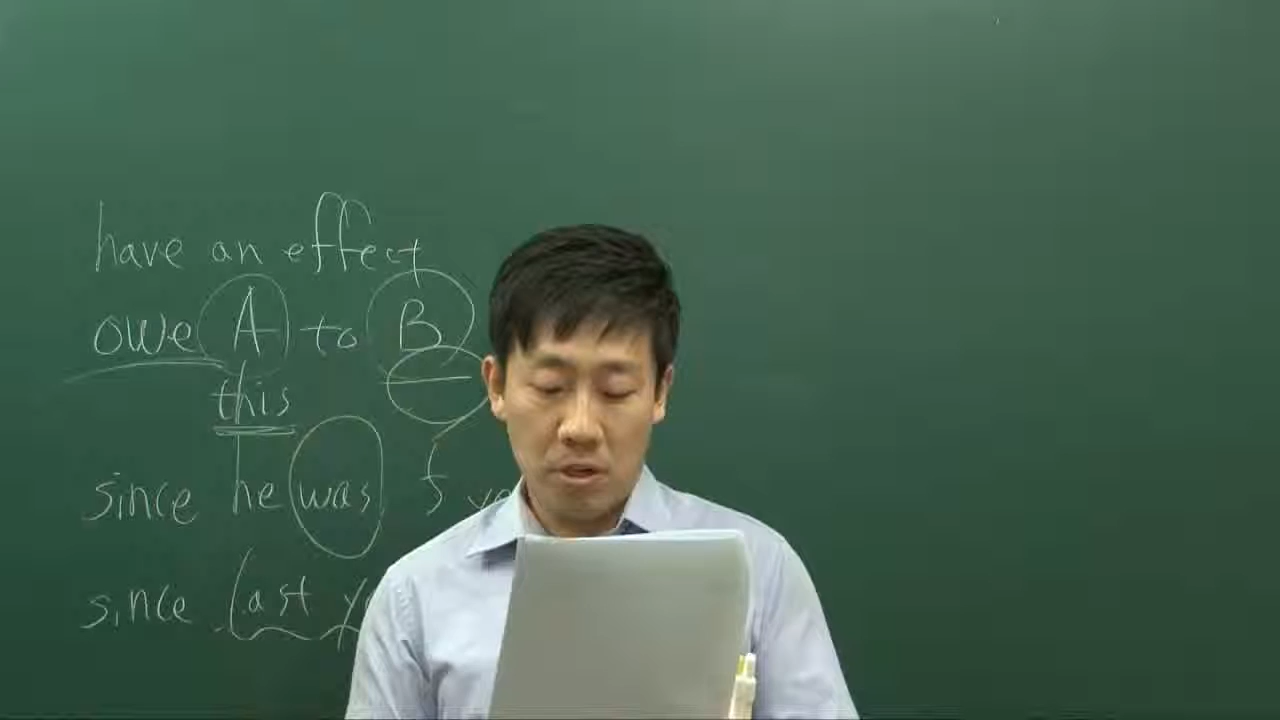 have an effect
owe A to B
this
since he was 5
since last